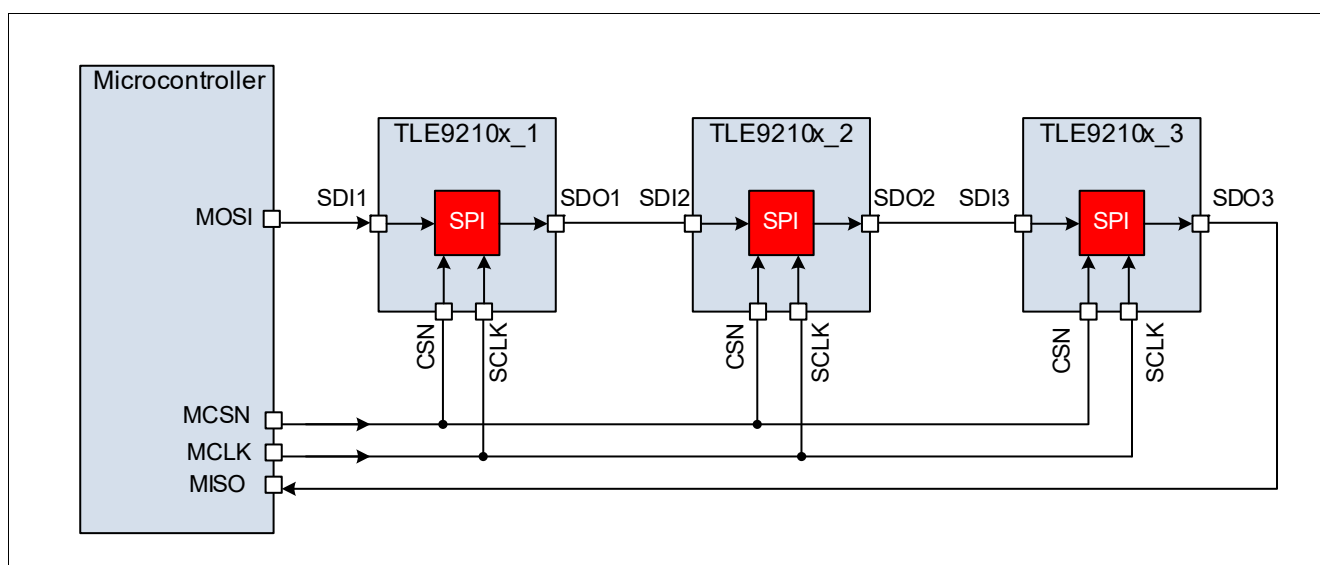 Microcontroller
TLE9210x_1
TLE9210x_2
TLE9210x_3
MOSI
SDI1
SPI
SDO1
SDI2
SPI
SDO2
SDI3
SPI
SDO3
CSN
SCLK
CSN
SCLK
CSN
SCLK
MCSN
MCLK
MISO